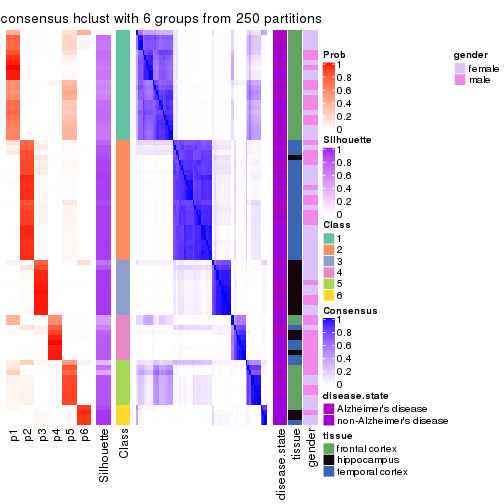 consensus hclust with 6 groups from 250 partitions
Prob
1
0.8
0.6
0.4
0.2
0
gender
female
male
Silhouette
1
0.8
0.6
0.4
0.2
0
Class
1
2
3
4
5
6
Consensus
1
0.8
0.6
0.4
0.2
0
disease.state
Alzheimer's disease
non-Alzheimer's disease
tissue
frontal cortex
hippocampus
temporal cortex
p1
p2
p3
p4
p5
p6
Silhouette
Class
disease.state
tissue
gender